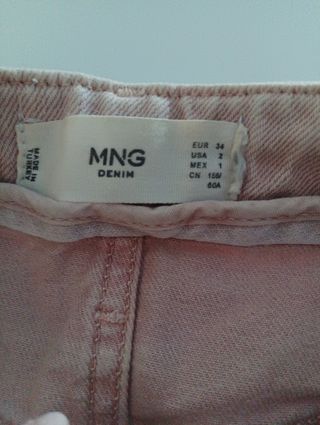 MADE IN
TURKEY
MNG
DENIM
EUR 34
USA 2
MEX 1
CN 155/
60A